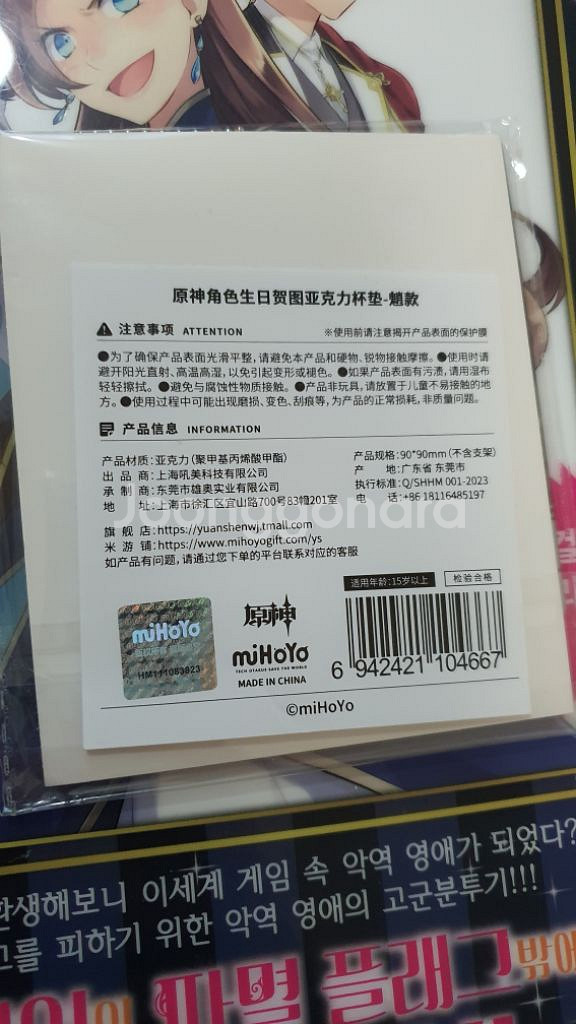 原神角色生日贺图亚克力杯垫-魈款
注意事项 ATTENTION
※使用前请注意揭开产品表面的保护膜
●为了确保产品表面光滑平整,请避免本产品和硬物、锐物接触摩擦。●使用时请
避开阳光直射、高温高湿,以免引起变形或褪色。●如果产品表面有污渍,请用湿布
轻轻擦拭。●避免与腐蚀性物质接触。●产品非玩具,请放置于儿童不易接触的地
方。●使用过程中可能出现磨损、变色、刮痕等,为产品的正常损耗,非质量问题。
产品信息 INFORMATION
产品材质:亚克力(聚甲基丙烯酸甲酯)
产品规格:90*90mm(不含支架)
出 品 商:上海吼美科技有限公司
产 地:广东省 东莞市
承 制 商:东莞市雄奥实业有限公司
执行标准:Q/SHHM 001-2023
地 址:上海市徐汇区宜山路700号83幢201室
电 话:+86 18116485197
旗 舰 店:https://yuanshenwj.tmall.com
米 游 铺:https://www.mihoyogift.com/ys
如产品有问题,请通过您下单的平台联系对应的客服
适用年龄:15岁以上
检验合格
miHoYo
HM111083823
原神
miHoYo
TECH OTAKUS SAVE THE WORLD
MADE IN CHINA
6 942421 104667
©miHoYo
환생해보니 이세계 게임 속 악역 영애가 되었다?
를 피하기 위한 악역 영애의 고군분투기!!!
파멸 플래그밖에